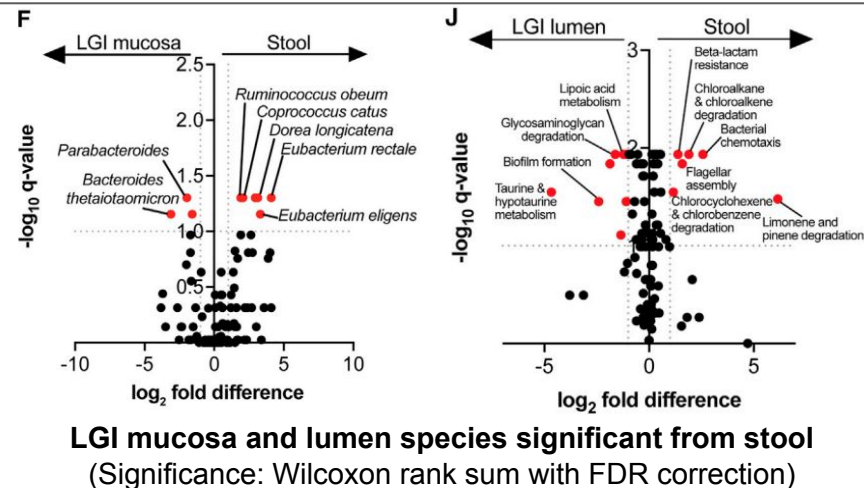 F
LGI mucosa
Stool
2.5
2.0
1.5
1.0
0.5
Ruminococcus obeum
Coprococcus catus
Dorea longicatena
Eubacterium rectale
Parabacteroides
Bacteroides
thetaiotaomicron
Eubacterium eligens
-log10 q-value
-10
-5
0
5
10
log2 fold difference
J
LGI lumen
Stool
3
2
Beta-lactam
resistance
Lipoic acid
metabolism
Chloroalkane
& chloroalkene
degradation
Glycosaminoglycan
degradation
Bacterial
chemotaxis
Biofilm formation
Flagellar
assembly
Taurine &
hypotaurine
metabolism
Chlorocyclohexene
& chlorobenzene
degradation
Limonene and
pinene degradation
-log10 q-value
-5
0
5
log2 fold difference
LGI mucosa and lumen species significant from stool
(Significance: Wilcoxon rank sum with FDR correction)